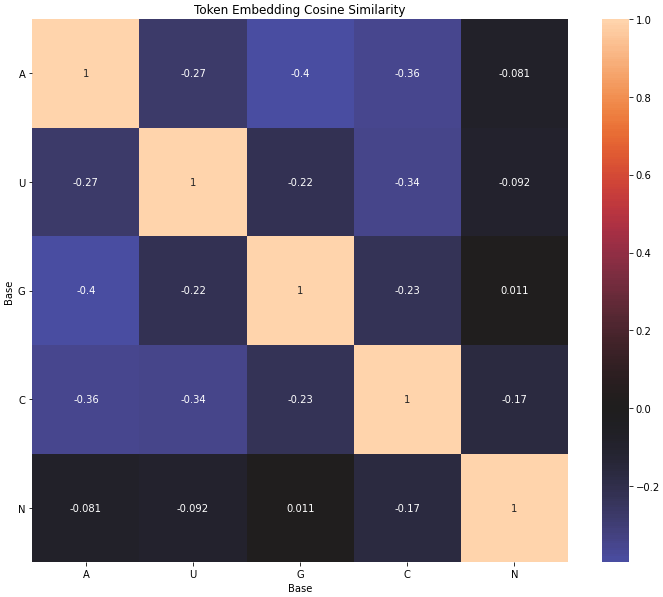 Token Embedding Cosine Similarity
A 1 -0.27 -0.4 -0.36 -0.081
U -0.27 1 -0.22 -0.34 -0.092
G -0.4 -0.22 1 -0.23 0.011
C -0.36 -0.34 -0.23 1 -0.17
N -0.081 -0.092 0.011 -0.17 1
A U G C N
Base
Base
1.0
0.8
0.6
0.4
0.2
0.0
−0.2